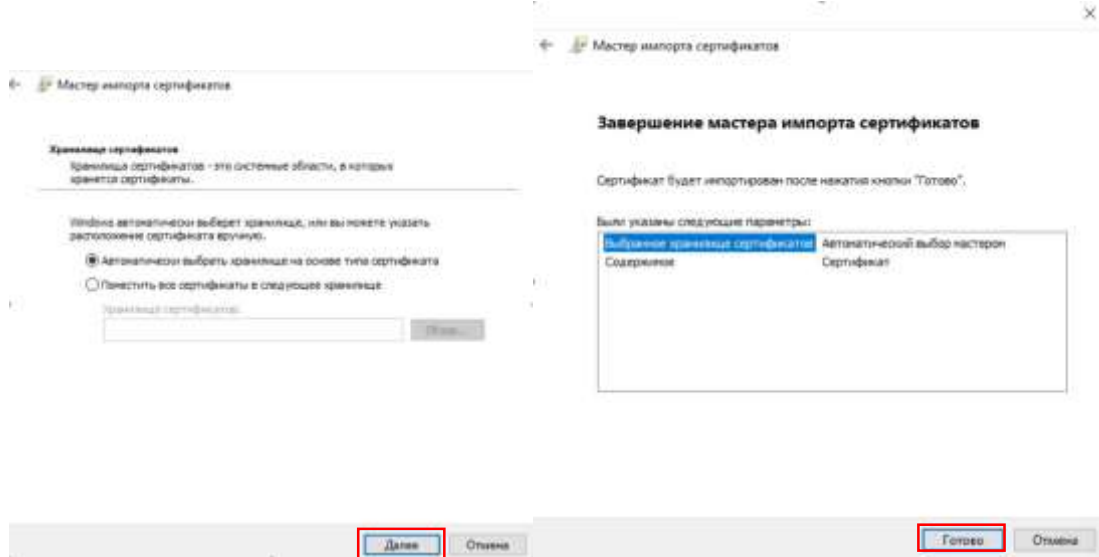 Мастер импорта сертификатов
Хранилище сертификатов
Хранилища сертификатов - это системные области, в которых
хранятся сертификаты.
Windows автоматически выберет хранилище, или вы можете указать
расположение сертификата вручную.
Автоматически выбрать хранилище на основе типа сертификата
Поместить все сертификаты в следующее хранилище
Хранилище сертификатов:
Обзор...
Далее
Отмена
Мастер импорта сертификатов
Завершение мастера импорта сертификатов
Сертификат будет импортирован после нажатия кнопки "Готово".
Были указаны следующие параметры:
Выбранное хранилище сертификатов Автоматический выбор мастером
Содержимое Сертификат
Готово
Отмена